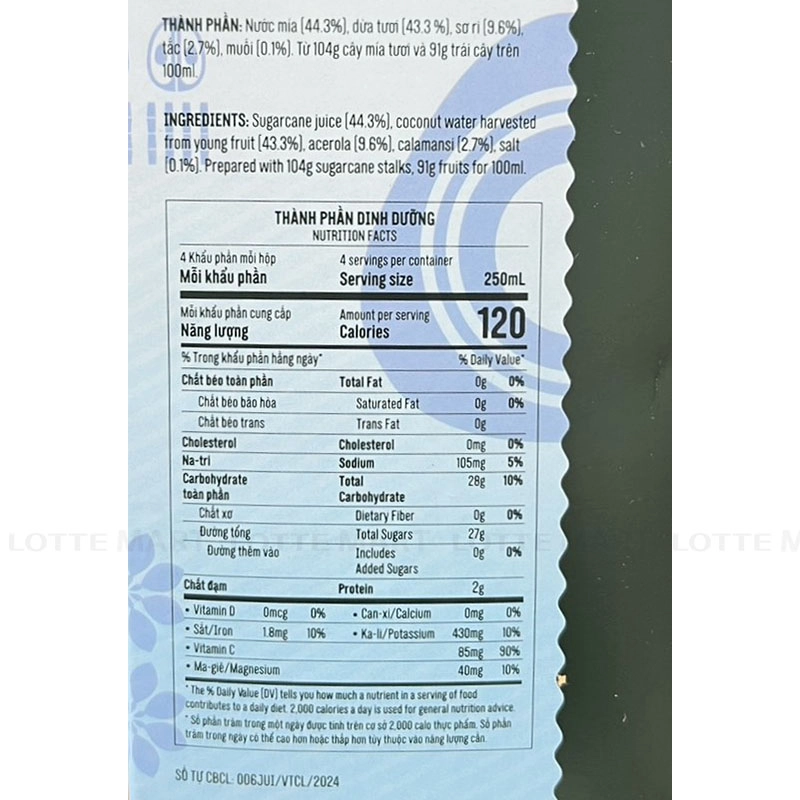 THÀNH PHẦN: Nước mía (44.3%), dừa tươi (43.3 %), sơ ri (9.6%),
tắc (2.7%), muối (0.1%). Từ 104g cây mía tươi và 91g trái cây trên
100ml.
INGREDIENTS: Sugarcane juice (44.3%), coconut water harvested
from young fruit (43.3%), acerola (9.6%), calamansi (2.7%), salt
(0.1%). Prepared with 104g sugarcane stalks, 91g fruits for 100ml.
THÀNH PHẦN DINH DƯỠNG
NUTRITION FACTS
4 Khẩu phần mỗi hộp 4 servings per container
Mỗi khẩu phần Serving size 250mL
Mỗi khẩu phần cung cấp Amount per serving
Năng lượng Calories 120
% Trong khẩu phần hằng ngày* % Daily Value*
Chất béo toàn phần Total Fat 0g 0%
Chất béo bão hòa Saturated Fat 0g 0%
Chất béo trans Trans Fat 0g
Cholesterol Cholesterol 0mg 0%
Na-tri Sodium 105mg 5%
Carbohydrate Total 28g 10%
toàn phần Carbohydrate
Chất xơ Dietary Fiber 0g 0%
Đường tổng Total Sugars 27g
Đường thêm vào Includes 0g 0%
Added Sugars
Chất đạm Protein 2g
• Vitamin D 0mcg 0% • Can-xi/Calcium 0mg 0%
• Sắt/Iron 1.8mg 10% • Ka-li/Potassium 430mg 10%
• Vitamin C 85mg 90%
• Ma-giê/Magnesium 40mg 10%
* The % Daily Value (DV) tells you how much a nutrient in a serving of food
contributes to a daily diet. 2,000 calories a day is used for general nutrition advice.
* Số phần trăm trong một ngày được tính trên cơ sở 2,000 calo thực phẩm. Số phần
trăm trong ngày có thể cao hơn hoặc thấp hơn tùy thuộc vào năng lượng cần.
SỐ TỰ CBCL: 006JUI/VTCL/2024
LOTTE MART LOTTE MART LOTTE M